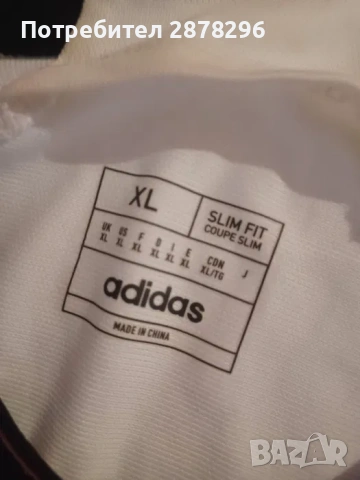 Потребител 2878296
XL
SLIM FIT
COUPE SLIM
UK US F D I E CON J
XL XL XL XL XL XL XL/TG
adidas
MADE IN CHINA
BAZAR